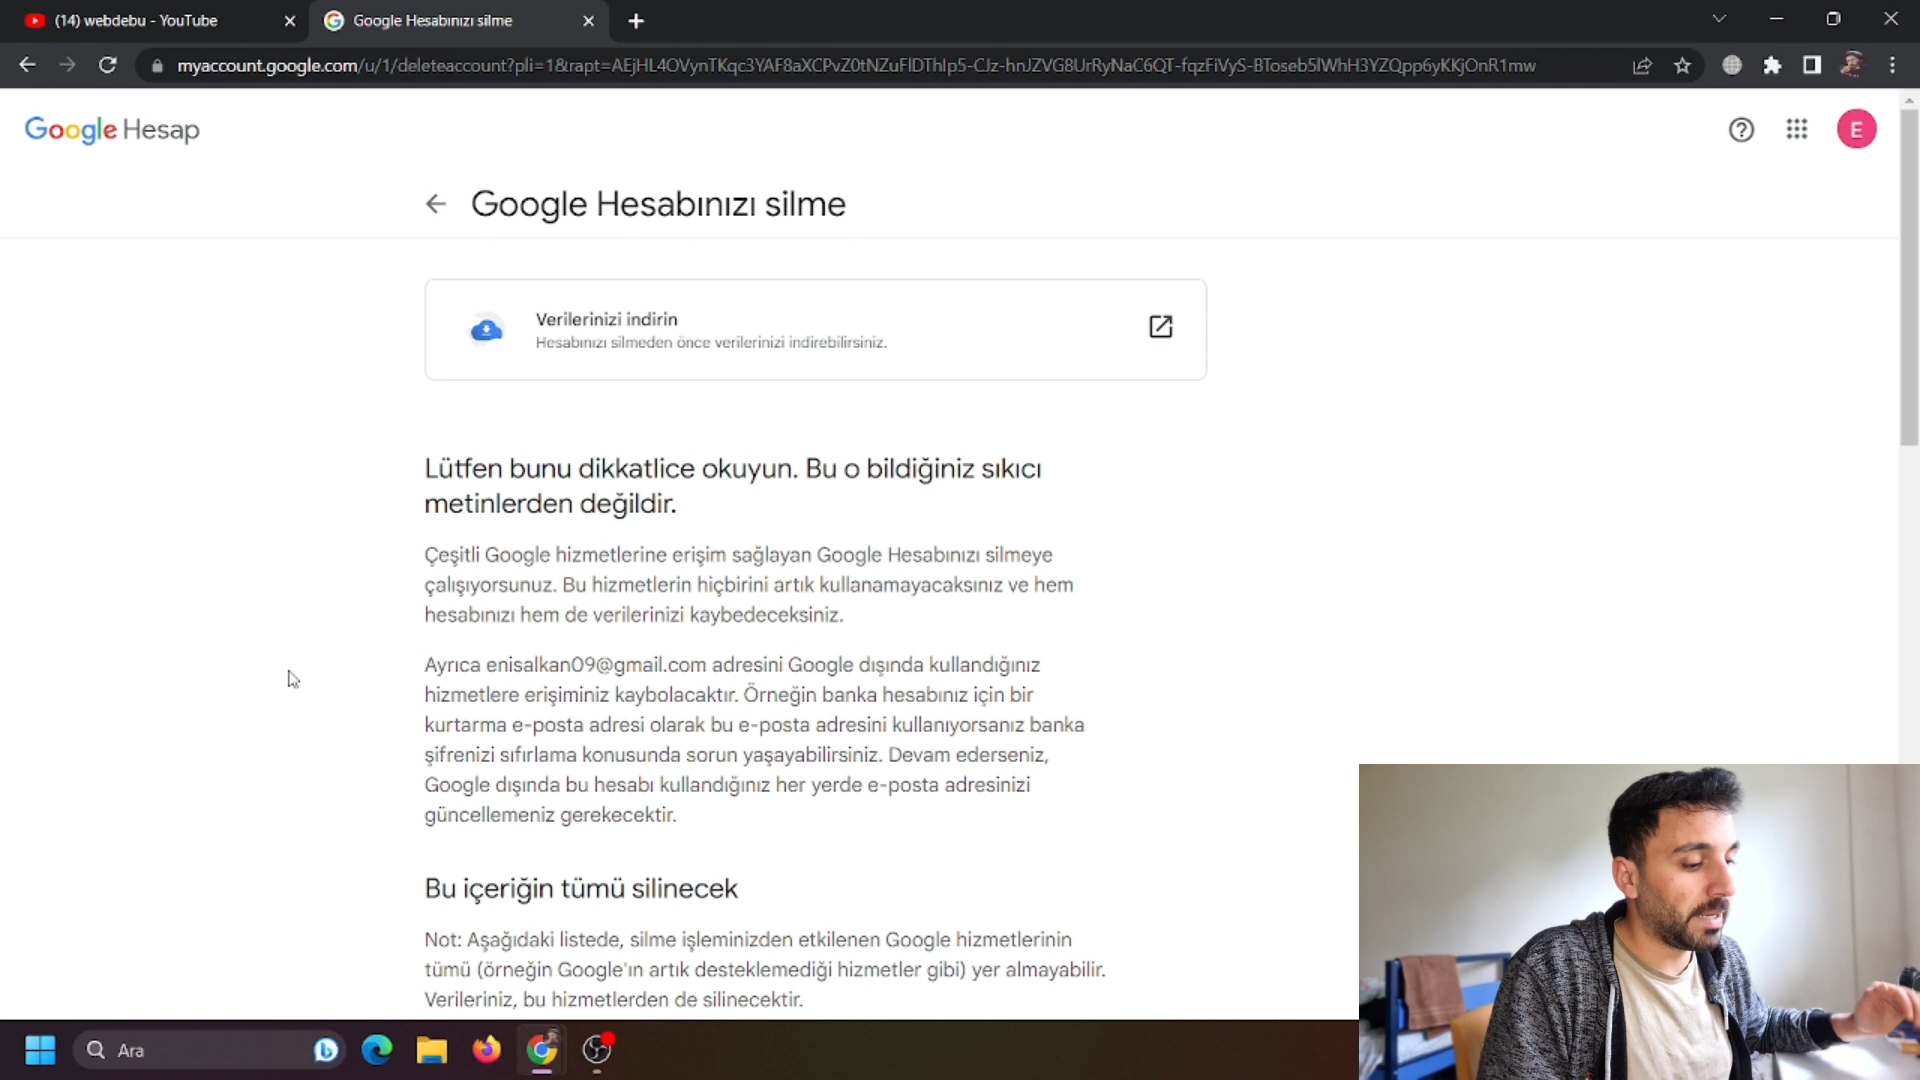 (14) webdebu - YouTube
Google Hesabınızı silme
myaccount.google.com/u/1/deleteaccount?pli=1&rapt=AEjHL4OVynTKqc3YAF8aXCPvZ0tNZuFlDThIp5-CJz-hnJZVG8UrRyNaC6QT-fqzFiVyS-BToseb5lWhH3YZQpp6yKKjOnR1mw
Google Hesap
E
Google Hesabınızı silme
Verilerinizi indirin
Hesabınızı silmeden önce verilerinizi indirebilirsiniz.
Lütfen bunu dikkatlice okuyun. Bu o bildiğiniz sıkıcı
metinlerden değildir.
Çeşitli Google hizmetlerine erişim sağlayan Google Hesabınızı silmeye
çalışıyorsunuz. Bu hizmetlerin hiçbirini artık kullanamayacaksınız ve hem
hesabınızı hem de verilerinizi kaybedeceksiniz.
Ayrıca enisalkan09@gmail.com adresini Google dışında kullandığınız
hizmetlere erişiminiz kaybolacaktır. Örneğin banka hesabınız için bir
kurtarma e-posta adresi olarak bu e-posta adresini kullanıyorsanız banka
şifrenizi sıfırlama konusunda sorun yaşayabilirsiniz. Devam ederseniz,
Google dışında bu hesabı kullandığınız her yerde e-posta adresinizi
güncellemeniz gerekecektir.
Bu içeriğin tümü silinecek
Not: Aşağıdaki listede, silme işleminizden etkilenen Google hizmetlerinin
tümü (örneğin Google'ın artık desteklemediği hizmetler gibi) yer almayabilir.
Verileriniz, bu hizmetlerden de silinecektir.
Ara